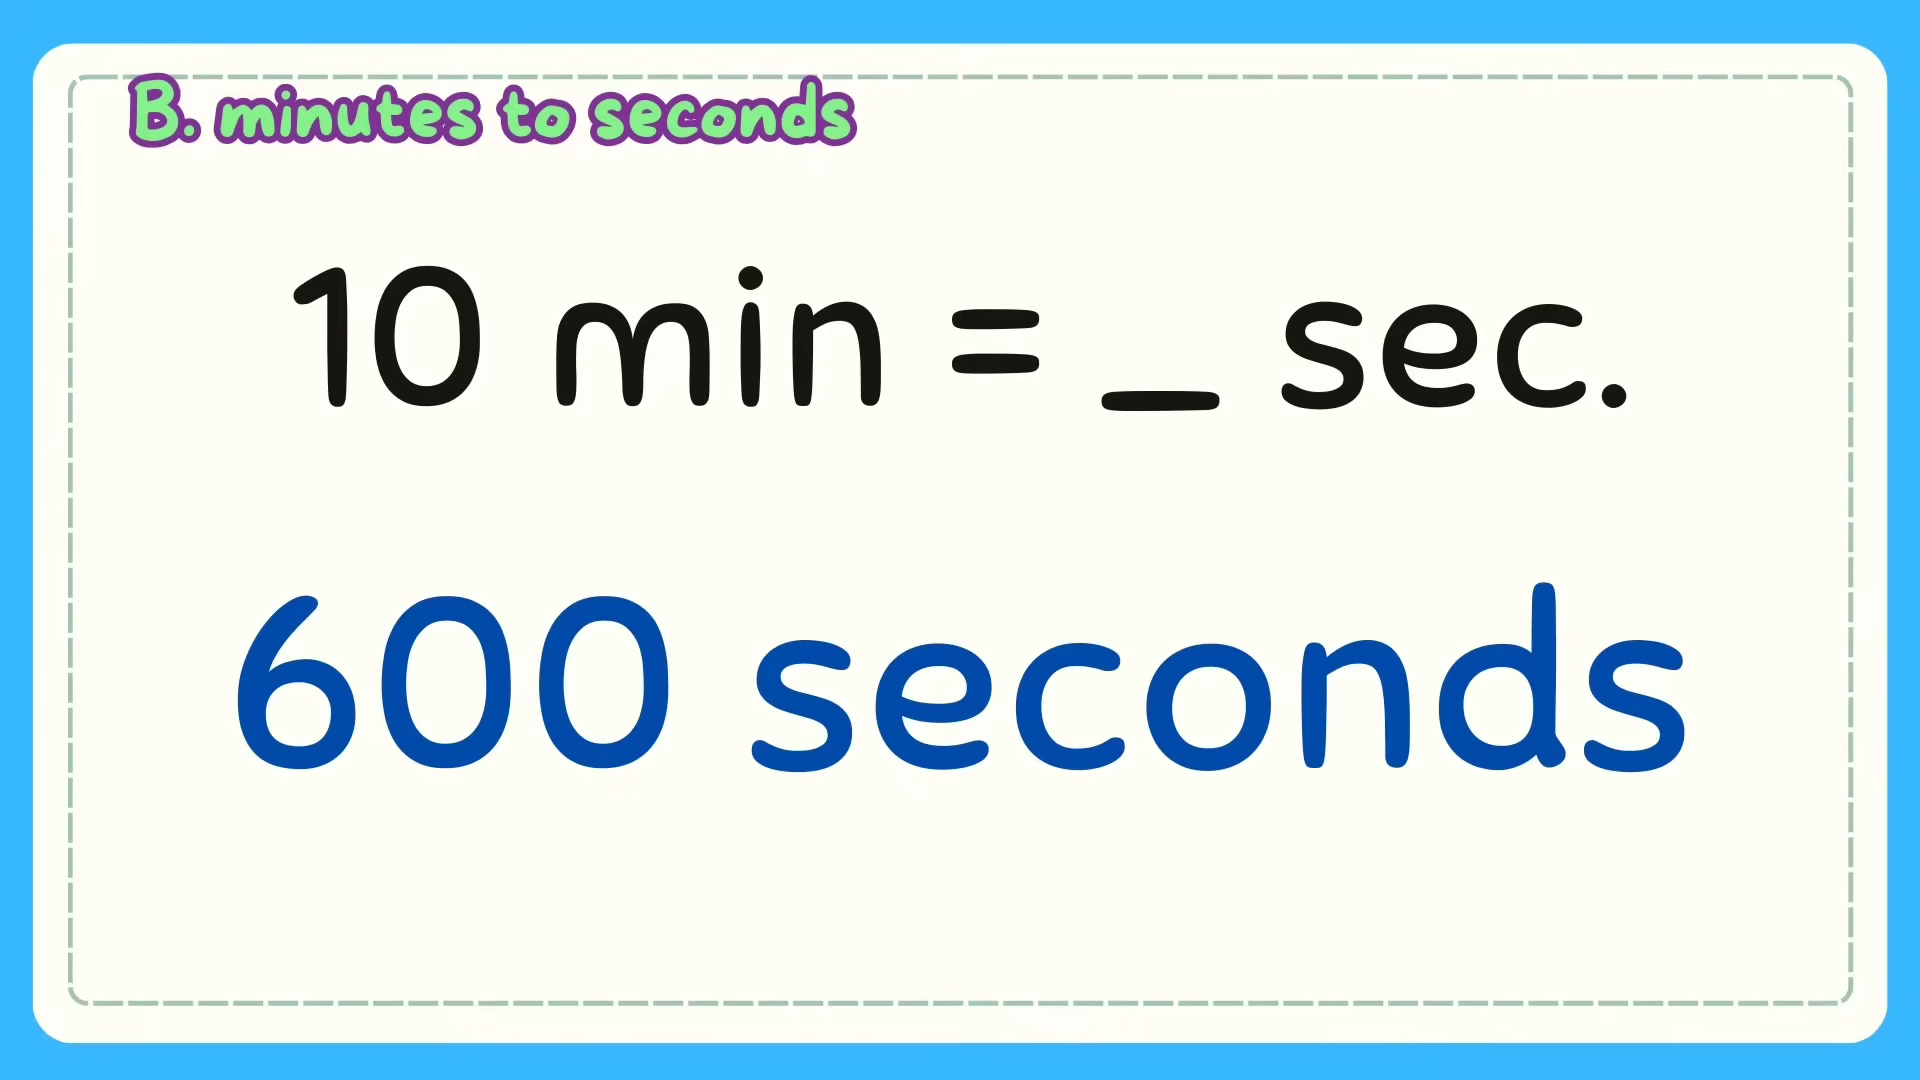 B. minutes to seconds
10 min = _ sec.
600 seconds